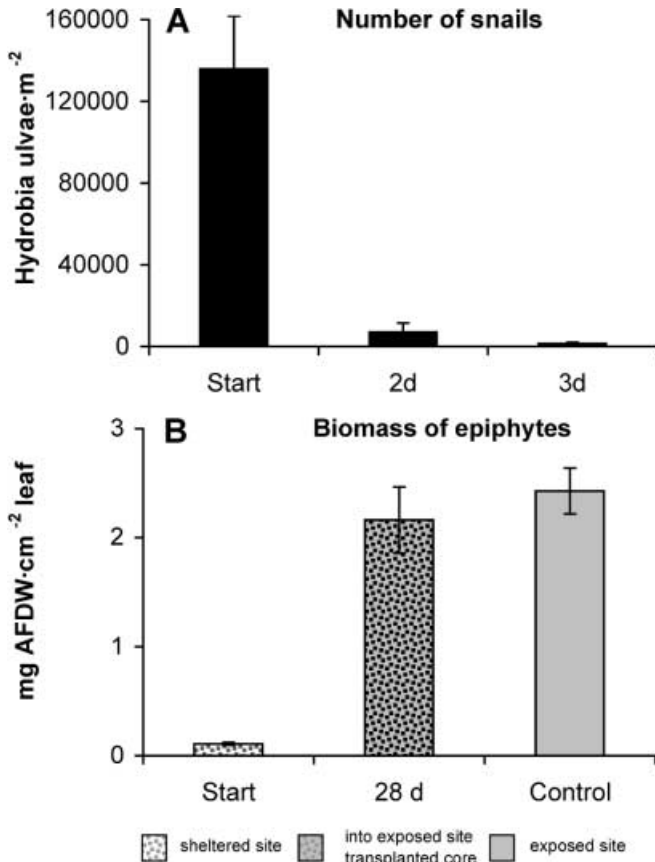 A Number of snails
Hydrobia ulvae·m⁻²
160000
120000
80000
40000
0
Start 2d 3d
B Biomass of epiphytes
mg AFDW·cm⁻² leaf
3
2
1
0
Start 28 d Control
sheltered site
into exposed site
transplanted core
exposed site